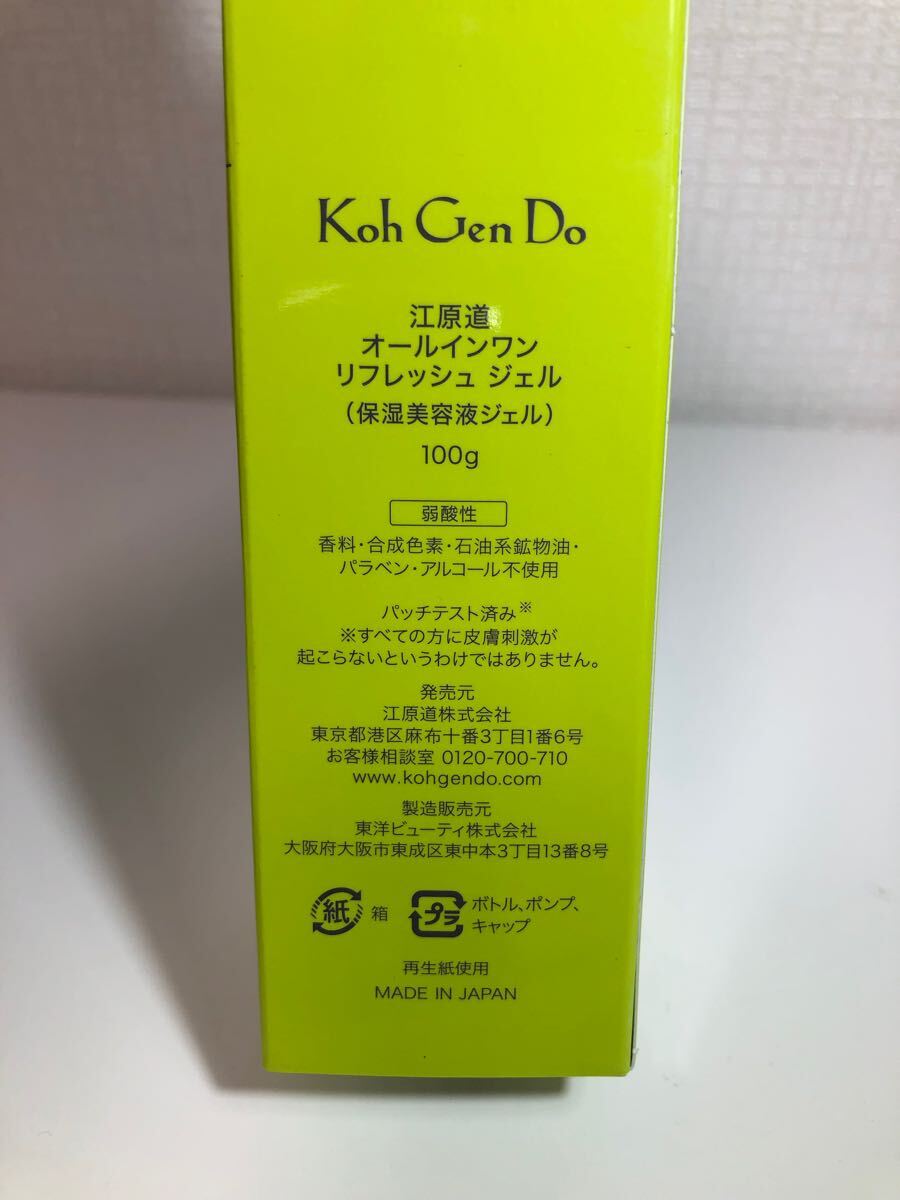 Koh Gen Do
江原道
オールインワン
リフレッシュ ジェル
(保湿美容液ジェル)
100g
弱酸性
香料・合成色素・石油系鉱物油・
パラベン・アルコール不使用
パッチテスト済み※
※すべての方に皮膚刺激が
起こらないというわけではありません。
発売元
江原道株式会社
東京都港区麻布十番3丁目1番6号
お客様相談室 0120-700-710
www.kohgendo.com
製造販売元
東洋ビューティ株式会社
大阪府大阪市東成区東中本3丁目13番8号
紙 箱
プラ ボトル、ポンプ、
キャップ
再生紙使用
MADE IN JAPAN